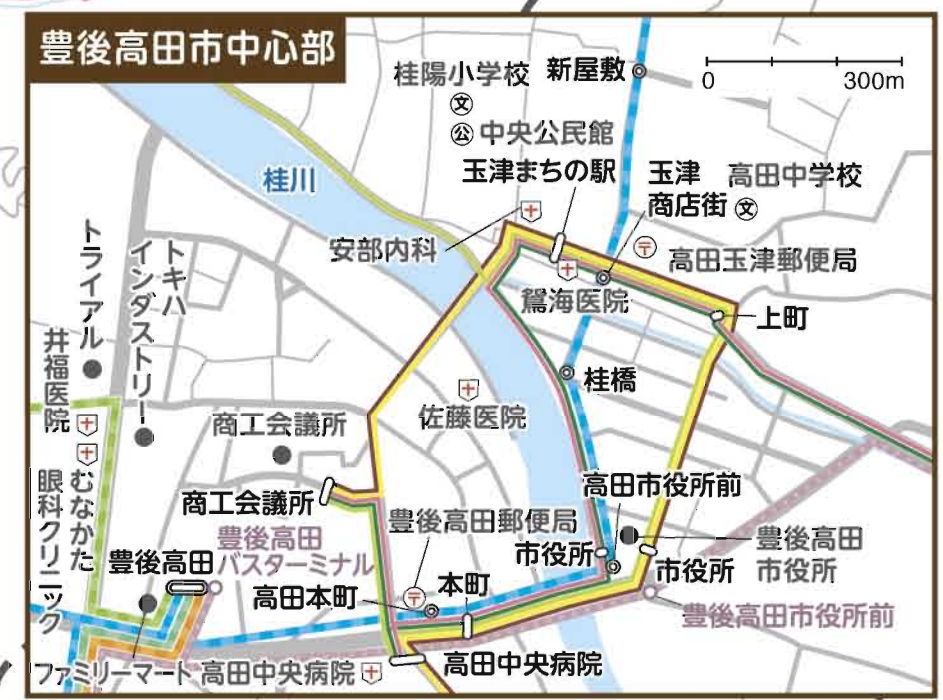 豊後高田市中心部
桂陽小学校
文
新屋敷
0
300m
公
中央公民館
玉津まちの駅
玉津
商店街
高田中学校
文
桂川
安部内科
〒
高田玉津郵便局
鴛海医院
上町
トライアル
トキハ
インダストリー
井福医院
桂橋
佐藤医院
商工会議所
商工会議所
むなかた
眼科クリニック
高田市役所前
豊後高田郵便局
豊後高田
バスターミナル
豊後高田
市役所
豊後高田
市役所
市役所
高田本町
〒
本町
豊後高田市役所前
ファミリーマート
高田中央病院
高田中央病院